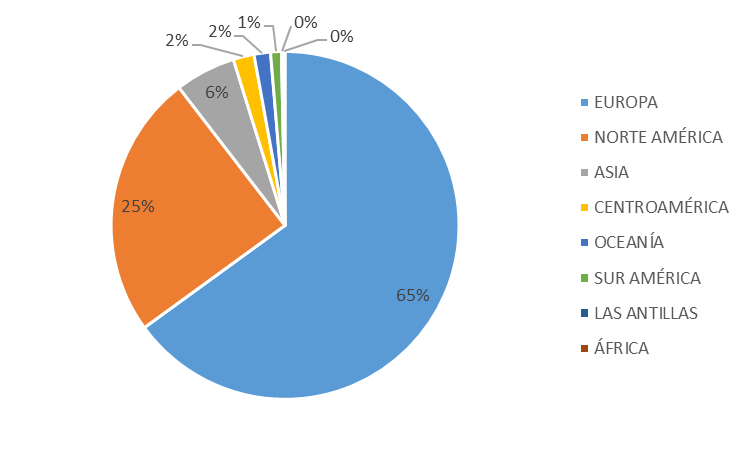 1%
0%
2%
0%
2%
6%
25%
65%
EUROPA
NORTE AMÉRICA
ASIA
CENTROAMÉRICA
OCEANÍA
SUR AMÉRICA
LAS ANTILLAS
ÁFRICA